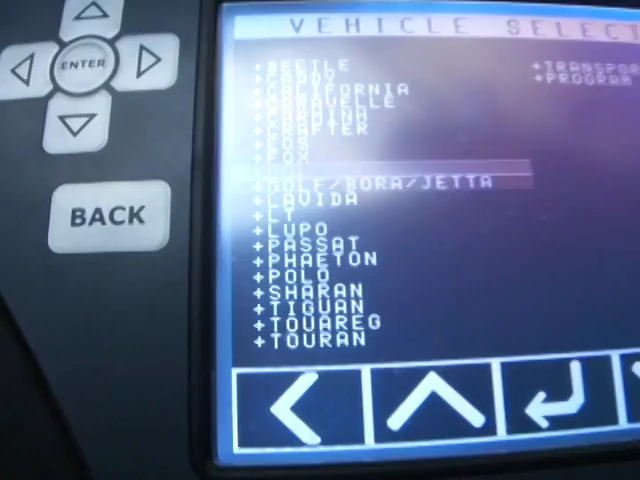 VEHICLE SELECT
ENTER
BACK
+BEETLE
+CADDY
+CALIFORNIA
+CARAVELLE
+CARMINA
+CRAFTER
+EOS
+FOX
+GOLF/BORA/JETTA
+LAVIDA
+LT
+LUPO
+PASSAT
+PHAETON
+POLO
+SHARAN
+TIGUAN
+TOUAREG
+TOURAN
+TRANSPOR
+PROGRAM